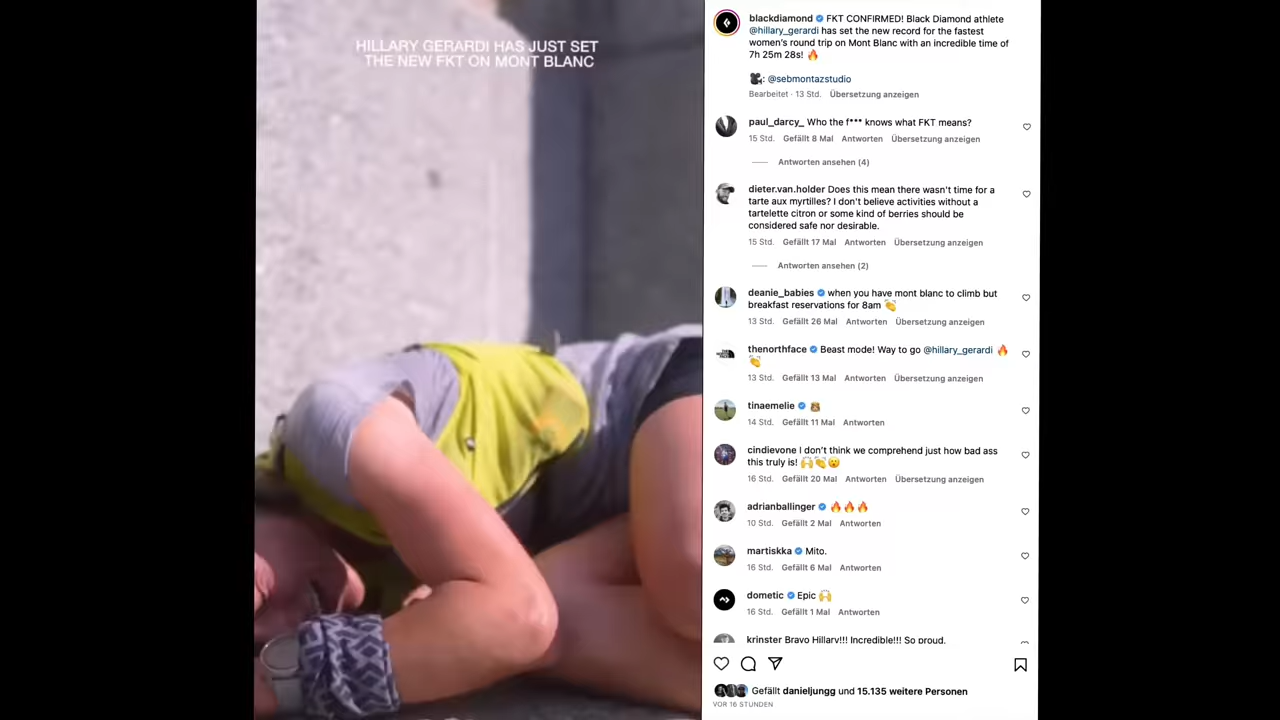 HILLARY GERARDI HAS JUST SET
THE NEW FKT ON MONT BLANC
blackdiamond FKT CONFIRMED! Black Diamond athlete
@hillary_gerardi has set the new record for the fastest
women's round trip on Mont Blanc with an incredible time of
7h 25m 28s! 🔥
🎥: @sebmontazstudio
Bearbeitet · 13 Std. Übersetzung anzeigen
paul_darcy_ Who the f*** knows what FKT means?
15 Std. Gefällt 8 Mal Antworten Übersetzung anzeigen
Antworten ansehen (4)
dieter.van.holder Does this mean there wasn't time for a
tarte aux myrtilles? I don't believe activities without a
tartelette citron or some kind of berries should be
considered safe nor desirable.
15 Std. Gefällt 17 Mal Antworten Übersetzung anzeigen
Antworten ansehen (2)
deanie_babies when you have mont blanc to climb but
breakfast reservations for 8am 👏
13 Std. Gefällt 26 Mal Antworten Übersetzung anzeigen
thenorthface Beast mode! Way to go @hillary_gerardi 🔥
👏
13 Std. Gefällt 13 Mal Antworten Übersetzung anzeigen
tinaemelie
14 Std. Gefällt 11 Mal Antworten
cindievone I don't think we comprehend just how bad ass
this truly is! 🙌👏😮
16 Std. Gefällt 20 Mal Antworten Übersetzung anzeigen
adrianballinger 🔥🔥🔥
10 Std. Gefällt 2 Mal Antworten
martiskka Mito.
16 Std. Gefällt 6 Mal Antworten
dometic Epic 🙌
16 Std. Gefällt 1 Mal Antworten
krinster Bravo Hillary!!! Incredible!!! So proud.
Gefällt danieljungg und 15.135 weitere Personen
VOR 16 STUNDEN